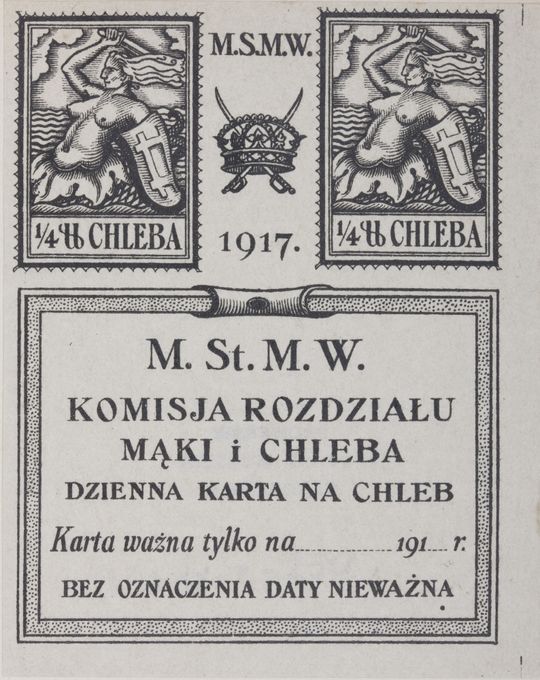 M.S.M.W.
1/4 ℔ CHLEBA
1917.
1/4 ℔ CHLEBA
M. St. M. W.
KOMISJA ROZDZIAŁU
MĄKI i CHLEBA
DZIENNA KARTA NA CHLEB
Karta ważna tylko na.................191.... r.
BEZ OZNACZENIA DATY NIEWAŻNA